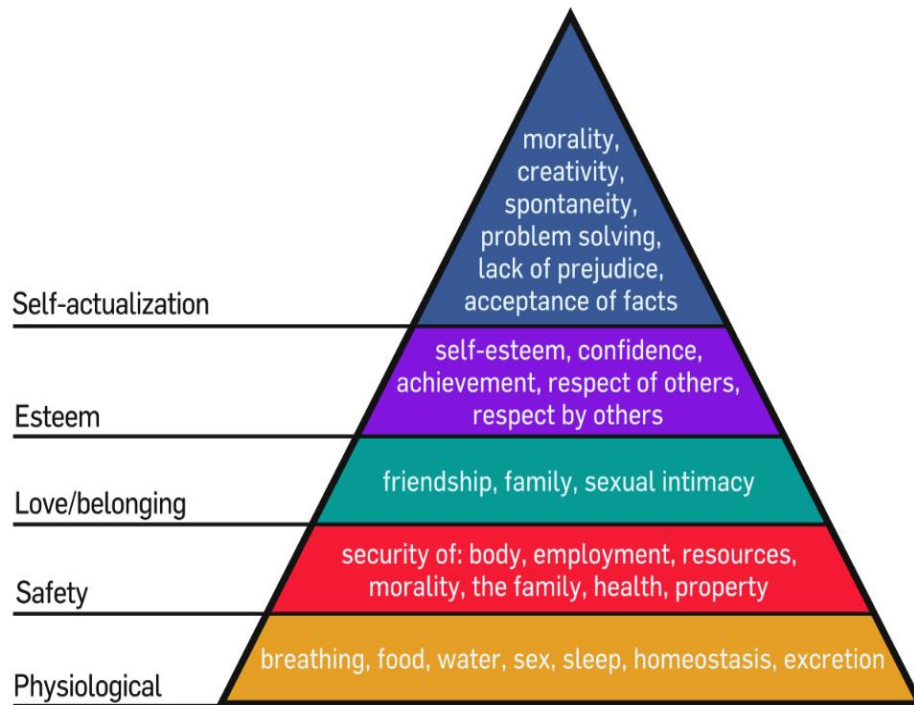 morality,
creativity,
spontaneity,
problem solving,
lack of prejudice,
acceptance of facts
Self-actualization
self-esteem, confidence,
achievement, respect of others,
respect by others
Esteem
friendship, family, sexual intimacy
Love/belonging
security of: body, employment, resources,
morality, the family, health, property
Safety
breathing, food, water, sex, sleep, homeostasis, excretion
Physiological